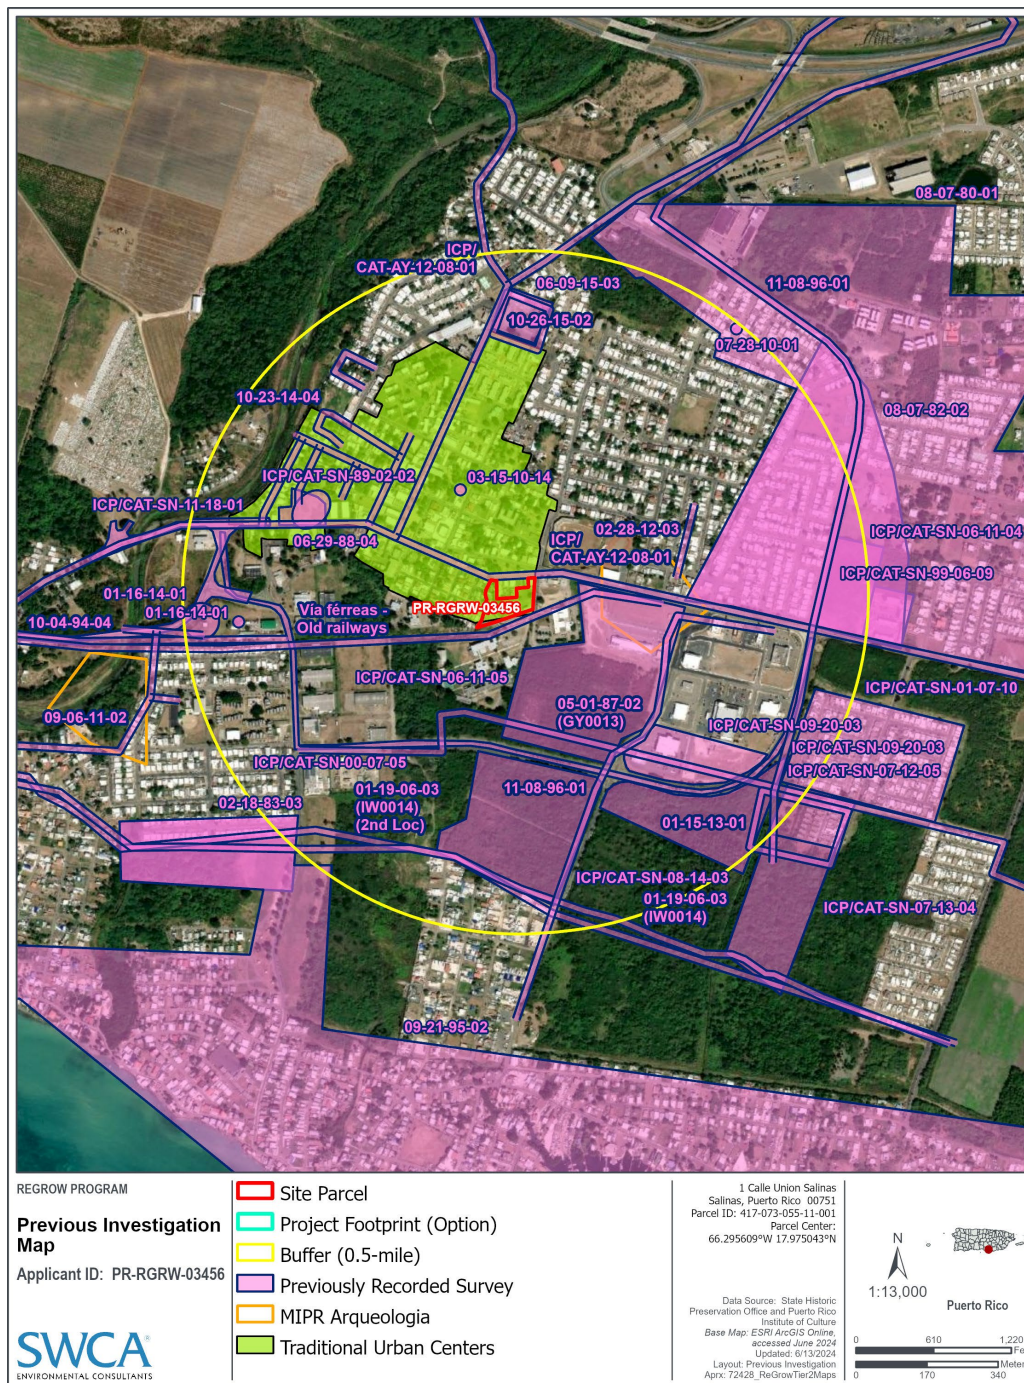 08-07-80-01
ICP/
CAT-AY-12-08-01
06-09-15-03
11-08-96-01
10-26-15-02
07-28-10-01
10-23-14-04
08-07-82-02
ICP/CAT-SN-89-02-02
03-15-10-14
ICP/CAT-SN-11-18-01
02-28-12-03
ICP/CAT-SN-06-11-04
06-29-88-04
ICP/
CAT-AY-12-08-01
ICP/CAT-SN-99-06-09
01-16-14-01
01-16-14-01
Vía férreas -
Old railways
PR-RGRW-03456
10-04-94-04
ICP/CAT-SN-06-11-05
ICP/CAT-SN-01-07-10
05-01-87-02
(GY0013)
09-06-11-02
ICP/CAT-SN-09-20-03
ICP/CAT-SN-09-20-03
ICP/CAT-SN-00-07-05
ICP/CAT-SN-07-12-05
01-19-06-03
(IW0014)
(2nd Loc)
11-08-96-01
02-18-83-03
01-15-13-01
ICP/CAT-SN-08-14-03
01-19-06-03
(IW0014)
ICP/CAT-SN-07-13-04
09-21-95-02
REGROW PROGRAM
Previous Investigation
Map
Applicant ID: PR-RGRW-03456
SWCA®
ENVIRONMENTAL CONSULTANTS
Site Parcel
Project Footprint (Option)
Buffer (0.5-mile)
Previously Recorded Survey
MIPR Arqueologia
Traditional Urban Centers
1 Calle Union Salinas
Salinas, Puerto Rico 00751
Parcel ID: 417-073-055-11-001
Parcel Center:
66.295609°W 17.975043°N
Data Source: State Historic
Preservation Office and Puerto Rico
Institute of Culture
Base Map: ESRI ArcGIS Online,
accessed June 2024
Updated: 6/13/2024
Layout: Previous Investigation
Aprx: 72428_ReGrowTier2Maps
N
1:13,000
Puerto Rico
0 610 1,220
Fe
Meter
0 170 340